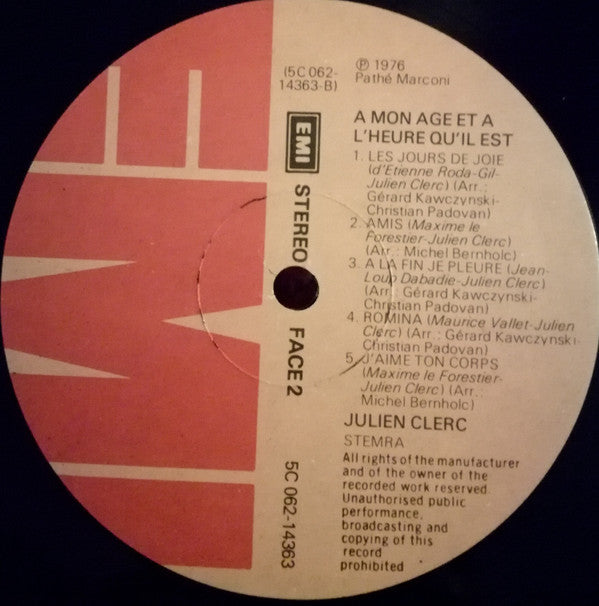 (5C 062-
14363-B)
℗ 1976
Pathé Marconi
EMI
STEREO
FACE 2
5C 062-14363
A MON AGE ET A
L'HEURE QU'IL EST
1. LES JOURS DE JOIE
(d'Etienne Roda-Gil-
Julien Clerc) (Arr.:
Gérard Kawczynski-
Christian Padovan)
2. AMIS (Maxime le
Forestier-Julien Clerc)
(Arr.: Michel Bernholc)
3. A LA FIN JE PLEURE (Jean-
Loup Dabadie-Julien Clerc)
(Arr.: Gérard Kawczynski-
Christian Padovan)
4. ROMINA (Maurice Vallet-Julien
Clerc) (Arr.: Gérard Kawczynski-
Christian Padovan)
5. J'AIME TON CORPS
(Maxime le Forestier-
Julien Clerc) (Arr.:
Michel Bernholc)
JULIEN CLERC
STEMRA
All rights of the manufacturer
and of the owner of the
recorded work reserved.
Unauthorised public
performance,
broadcasting and
copying of this
record
prohibited
EMI